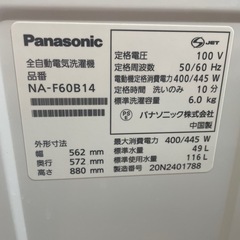 Panasonic
全自動電気洗濯機
品番
NA-F60B14
S-JET
定格電圧 100 V
定格周波数 50/60 Hz
電動機定格消費電力 400/445 W
定格時間 洗いのみ 10 分
標準洗濯容量 6.0 kg
PS E
パナソニック株式会社
中国製
外形寸法
幅 562 mm
奥行 572 mm
高さ 880 mm
最大消費電力 400/445 W
標準水量 49 L
標準使用水量 116 L
製造番号 20N2401788